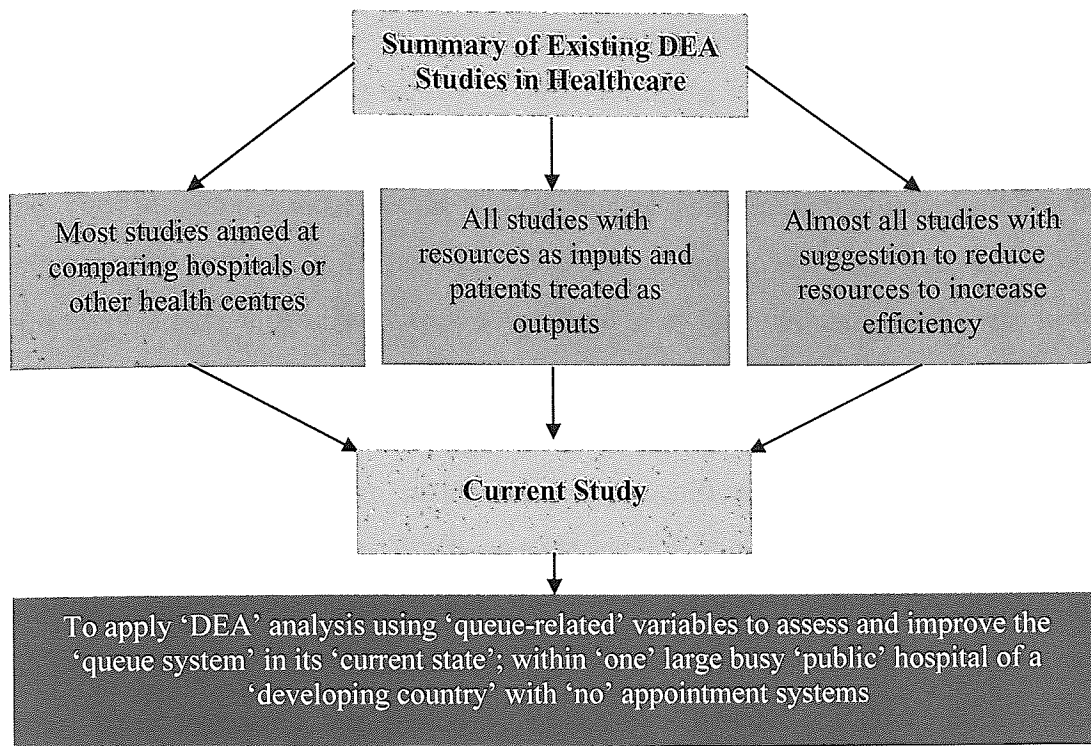 Summary of Existing DEA
Studies in Healthcare
Most studies aimed at
comparing hospitals or
other health centres
All studies with
resources as inputs and
patients treated as
outputs
Almost all studies with
suggestion to reduce
resources to increase
efficiency
Current Study
To apply ‘DEA’ analysis using ‘queue-related’ variables to assess and improve the
‘queue system’ in its ‘current state’; within ‘one’ large busy ‘public’ hospital of a
‘developing country’ with ‘no’ appointment systems